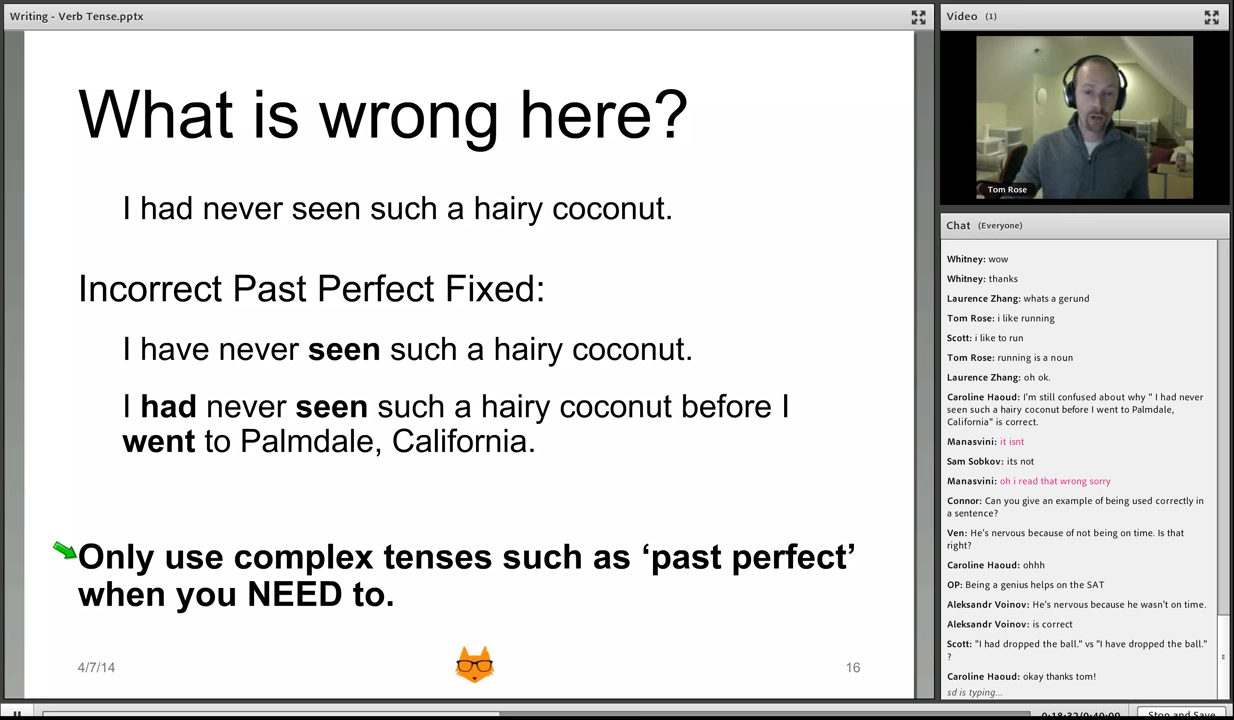 Writing - Verb Tense.pptx
What is wrong here?
I had never seen such a hairy coconut.
Incorrect Past Perfect Fixed:
I have never seen such a hairy coconut.
I had never seen such a hairy coconut before I
went to Palmdale, California.
Only use complex tenses such as ‘past perfect’
when you NEED to.
4/7/14
16
Video (1)
Tom Rose
Chat (Everyone)
Whitney: wow
Whitney: thanks
Laurence Zhang: whats a gerund
Tom Rose: i like running
Scott: i like to run
Tom Rose: running is a noun
Laurence Zhang: oh ok.
Caroline Haoud: I'm still confused about why " I had never
seen such a hairy coconut before I went to Palmdale,
California" is correct.
Manasvini: it isnt
Sam Sobkov: its not
Manasvini: oh i read that wrong sorry
Connor: Can you give an example of being used correctly in
a sentence?
Ven: He's nervous because of not being on time. Is that
right?
Caroline Haoud: ohhh
OP: Being a genius helps on the SAT
Aleksandr Voinov: He's nervous because he wasn't on time.
Aleksandr Voinov: is correct
Scott: "I had dropped the ball." vs "I have dropped the ball."
?
Caroline Haoud: okay thanks tom!
sd is typing...
Stop and Save